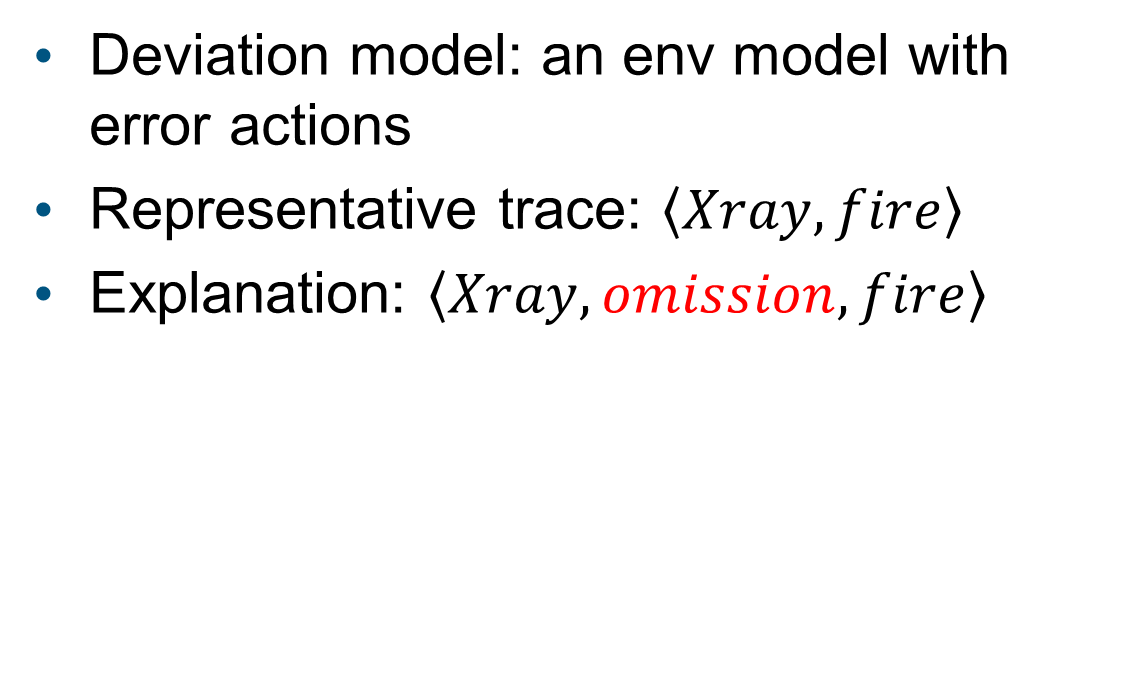 • Deviation model: an env model with
error actions
• Representative trace: ⟨Xray, fire⟩
• Explanation: ⟨Xray, omission, fire⟩